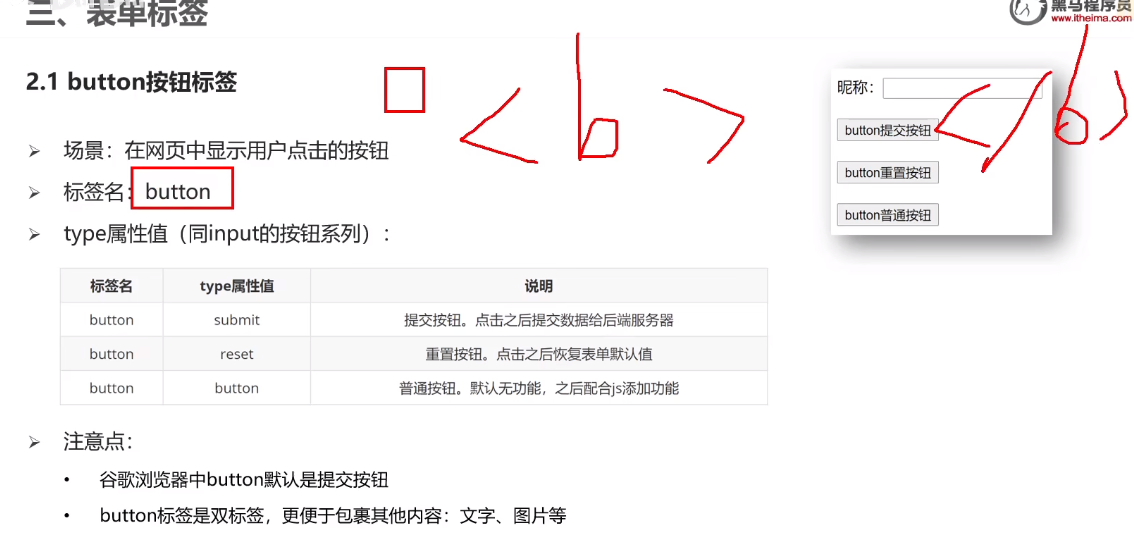 三、表单标签
黑马程序员
www.itheima.com
2.1 button按钮标签
<b>
</b>
昵称：
button提交按钮
button重置按钮
button普通按钮
➢ 场景：在网页中显示用户点击的按钮
➢ 标签名：button
➢ type属性值（同input的按钮系列）：
标签名 type属性值 说明
button submit 提交按钮。点击之后提交数据给后端服务器
button reset 重置按钮。点击之后恢复表单默认值
button button 普通按钮。默认无功能，之后配合js添加功能
➢ 注意点：
• 谷歌浏览器中button默认是提交按钮
• button标签是双标签，更便于包裹其他内容：文字、图片等